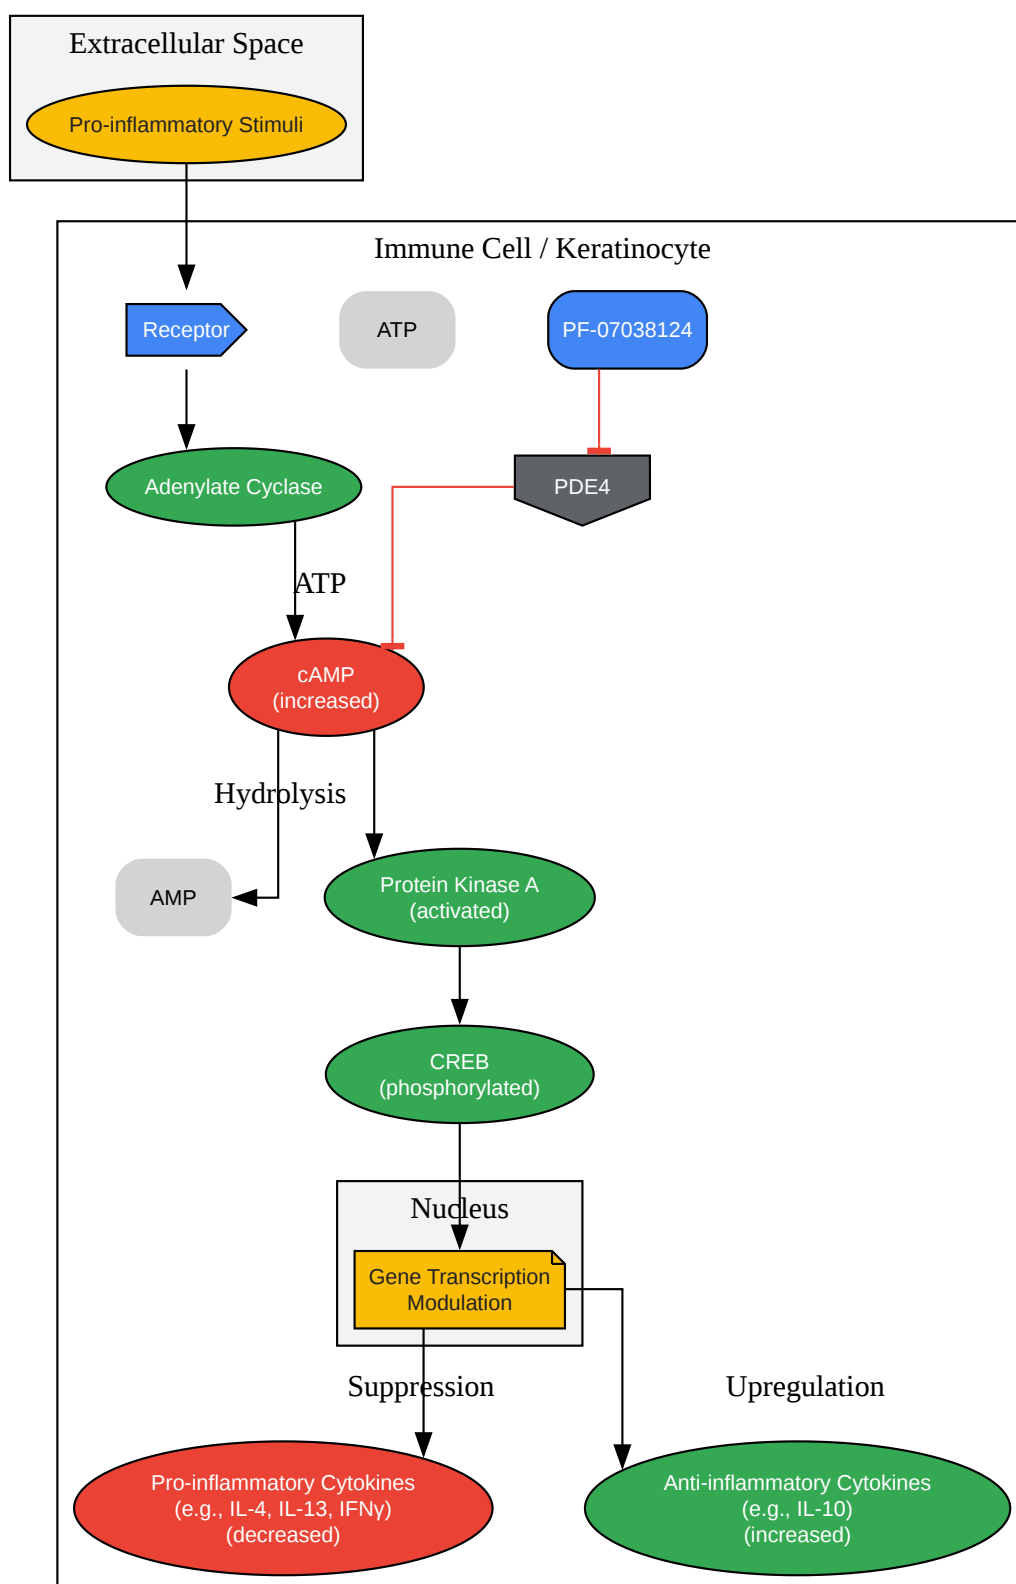 Extracellular Space
Pro-inflammatory Stimuli
Immune Cell / Keratinocyte
Receptor
ATP
PF-07038124
Adenylate Cyclase
PDE4
ATP
cAMP
(increased)
Hydrolysis
AMP
Protein Kinase A
(activated)
CREB
(phosphorylated)
Nucleus
Gene Transcription
Modulation
Suppression
Upregulation
Pro-inflammatory Cytokines
(e.g., IL-4, IL-13, IFNγ)
(decreased)
Anti-inflammatory Cytokines
(e.g., IL-10)
(increased)